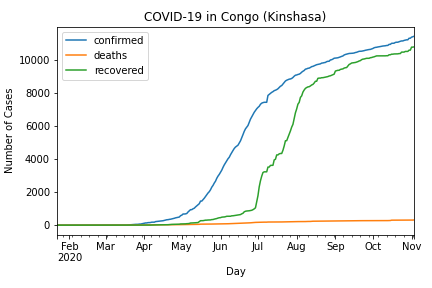 COVID-19 in Congo (Kinshasa)
confirmed
deaths
recovered
Number of Cases
10000
8000
6000
4000
2000
0
Feb Mar Apr May Jun Jul Aug Sep Oct Nov
2020
Day